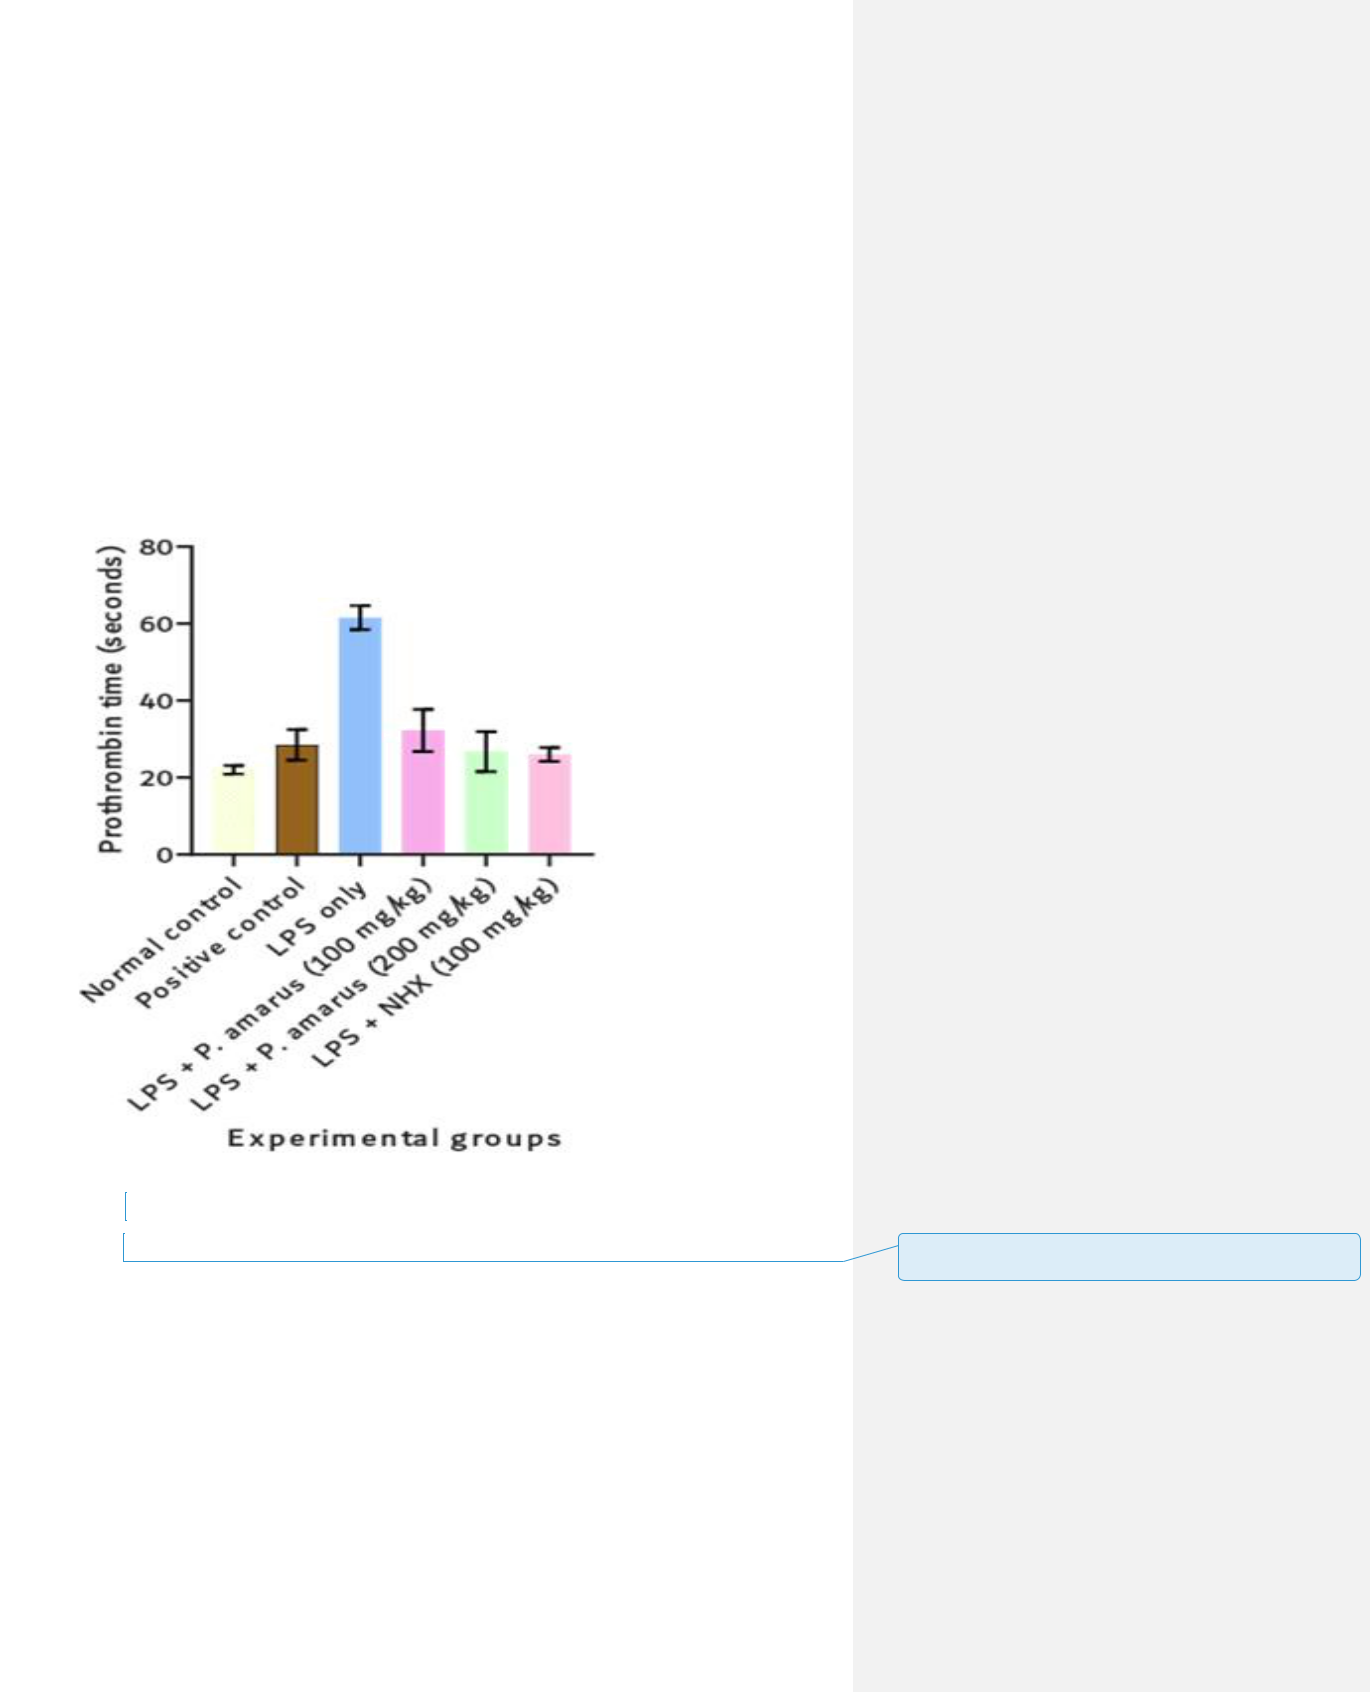 Prothrombin time (seconds)
80
60
40
20
0
Normal control
Positive control
LPS only
LPS + P. amarus (100 mg/kg)
LPS + P. amarus (200 mg/kg)
LPS + NHX (100 mg/kg)
Experimental groups